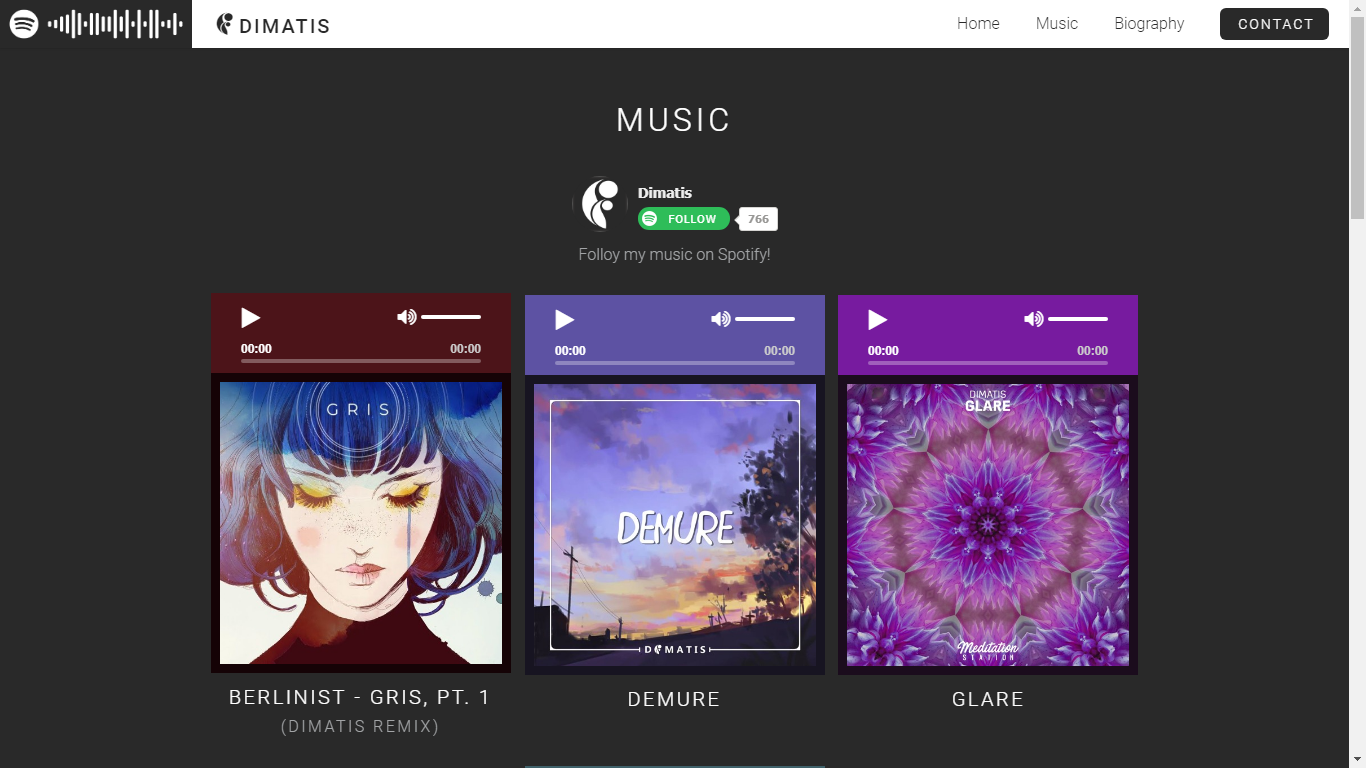 DIMATIS
Home
Music
Biography
CONTACT
MUSIC
Dimatis
FOLLOW
766
Folloy my music on Spotify!
00:00
00:00
00:00
00:00
00:00
00:00
GRIS
DEMURE
DIMATIS
DIMATIS
GLARE
Meditation
STATION
BERLINIST - GRIS, PT. 1
(DIMATIS REMIX)
DEMURE
GLARE